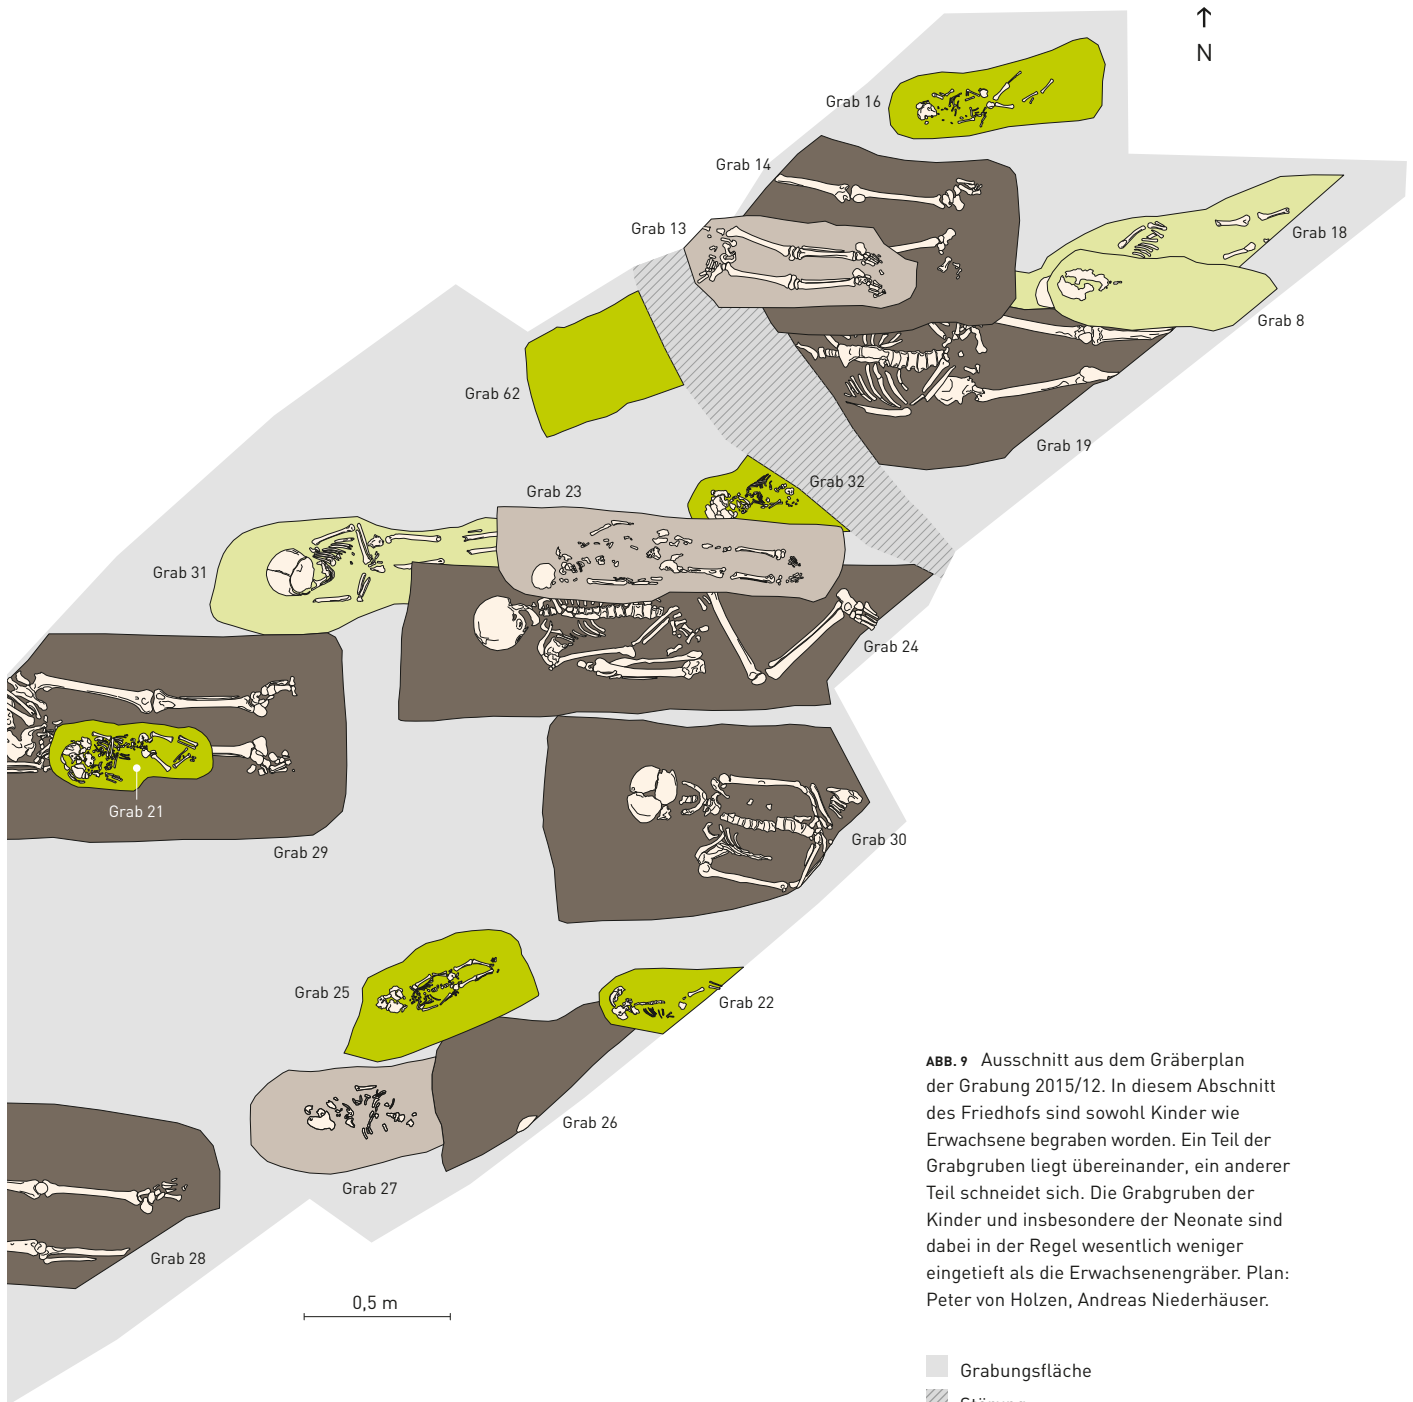 N
Grab 16
Grab 14
Grab 13
Grab 18
Grab 8
Grab 62
Grab 19
Grab 32
Grab 23
Grab 31
Grab 24
Grab 21
Grab 29
Grab 30
Grab 25
Grab 22
Grab 26
Grab 27
Grab 28
0,5 m
ABB. 9 Ausschnitt aus dem Gräberplan
der Grabung 2015/12. In diesem Abschnitt
des Friedhofs sind sowohl Kinder wie
Erwachsene begraben worden. Ein Teil der
Grabgruben liegt übereinander, ein anderer
Teil schneidet sich. Die Grabgruben der
Kinder und insbesondere der Neonate sind
dabei in der Regel wesentlich weniger
eingetieft als die Erwachsenengräber. Plan:
Peter von Holzen, Andreas Niederhäuser.
Grabungsfläche